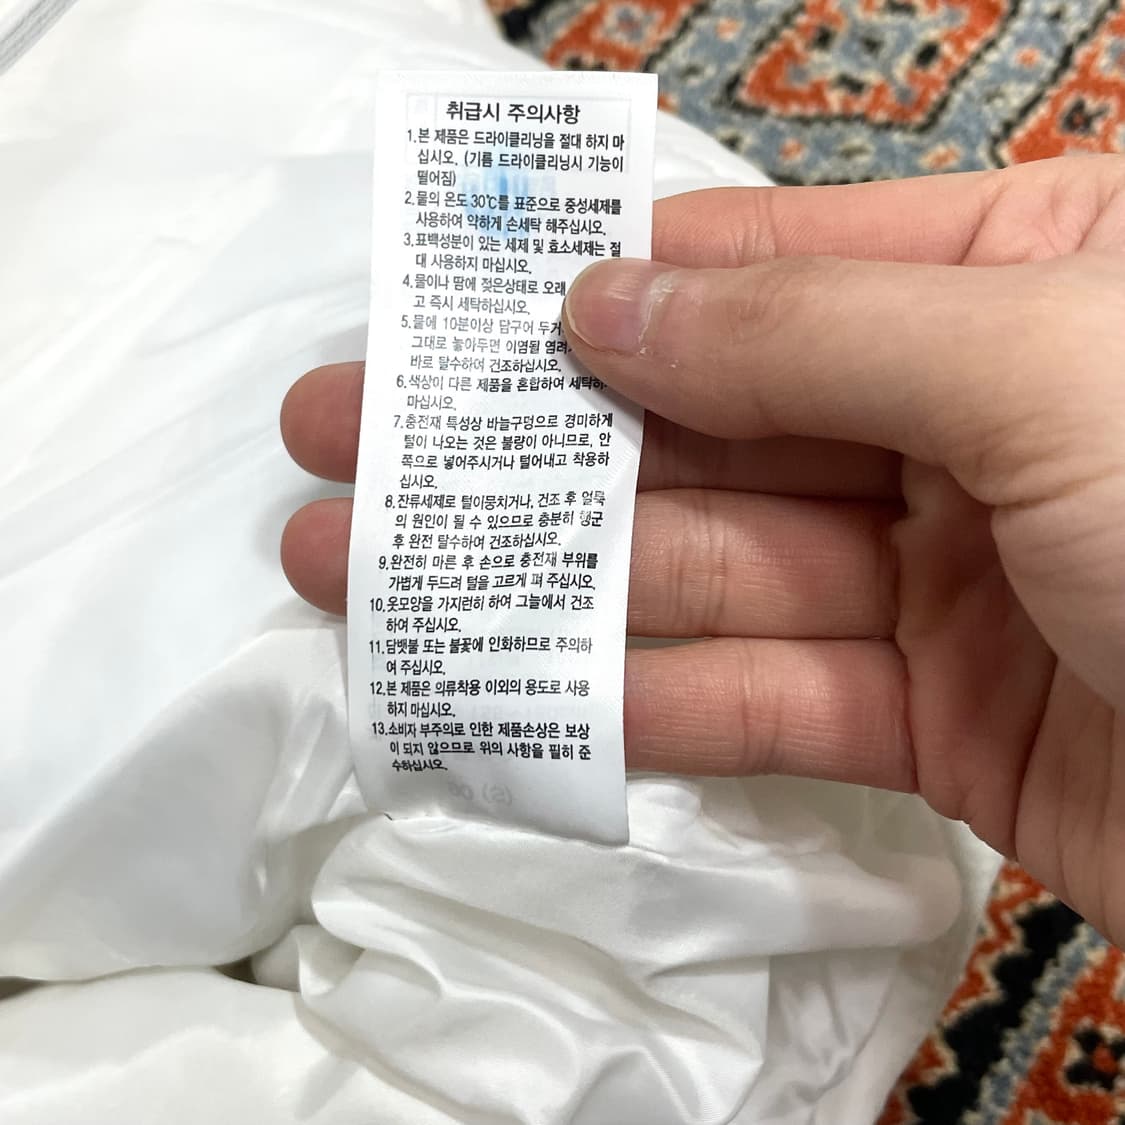 취급시 주의사항
1.본 제품은 드라이클리닝을 절대 하지 마
십시오. (기름 드라이클리닝시 기능이
떨어짐)
2.물의 온도 30℃를 표준으로 중성세제를
사용하여 약하게 손세탁 해주십시오.
3.표백성분이 있는 세제 및 효소세제는 절
대 사용하지 마십시오.
4.물이나 땀에 젖은상태로 오래
고 즉시 세탁하십시오.
5.물에 10분이상 담구어 두거
그대로 놓아두면 이염될 염려
바로 탈수하여 건조하십시오.
6.색상이 다른 제품을 혼합하여 세탁하
마십시오.
7.충전재 특성상 바늘구멍으로 경미하게
털이 나오는 것은 불량이 아니므로, 안
쪽으로 넣어주시거나 털어내고 착용하
십시오.
8.잔류세제로 털이뭉치거나, 건조 후 얼룩
의 원인이 될 수 있으므로 충분히 헹군
후 완전 탈수하여 건조하십시오.
9.완전히 마른 후 손으로 충전재 부위를
가볍게 두드려 털을 고르게 펴 주십시오.
10.옷모양을 가지런히 하여 그늘에서 건조
하여 주십시오.
11.담뱃불 또는 불꽃에 인화하므로 주의하
여 주십시오.
12.본 제품은 의류착용 이외의 용도로 사용
하지 마십시오.
13.소비자 부주의로 인한 제품손상은 보상
이 되지 않으므로 위의 사항을 필히 준
수하십시오.